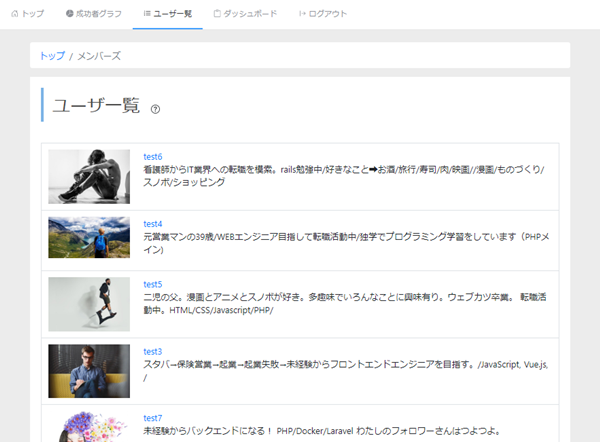 トップ 成功者グラフ ユーザ一覧 ダッシュボード ログアウト
トップ / メンバーズ
ユーザ一覧
test6
看護師からIT業界への転職を模索。rails勉強中/好きなこと➡お酒/旅行/寿司/肉/映画//漫画/ものづくり/
スノボ/ショッピング
test4
元営業マンの39歳/WEBエンジニア目指して転職活動中/独学でプログラミング学習をしています（PHPメ
イン）
test5
二児の父。漫画とアニメとスノボが好き。多趣味でいろんなことに興味有り。ウェブカツ卒業。 転職活
動中。HTML/CSS/Javascript/PHP/
test3
スタバ→保険営業→起業→起業失敗→未経験からフロントエンドエンジニアを目指す。/JavaScript, Vue.js,
/
test7
未経験からバックエンドになる！ PHP/Docker/Laravel わたしのフォロワーさんはつよつよ。